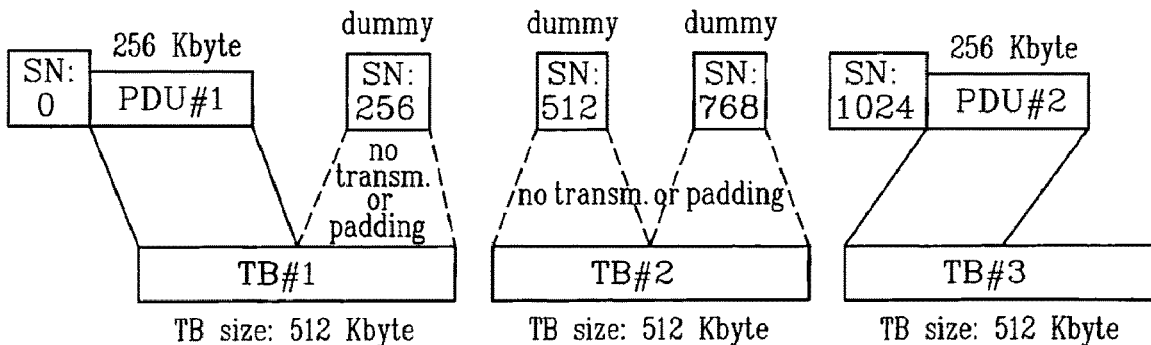 dummy dummy dummy
256 Kbyte 256 Kbyte
SN: 0 PDU#1 SN: 256 SN: 512 SN: 768 SN: 1024 PDU#2
no transm. or padding
no transm. or padding
TB#1 TB#2 TB#3
TB size: 512 Kbyte TB size: 512 Kbyte TB size: 512 Kbyte